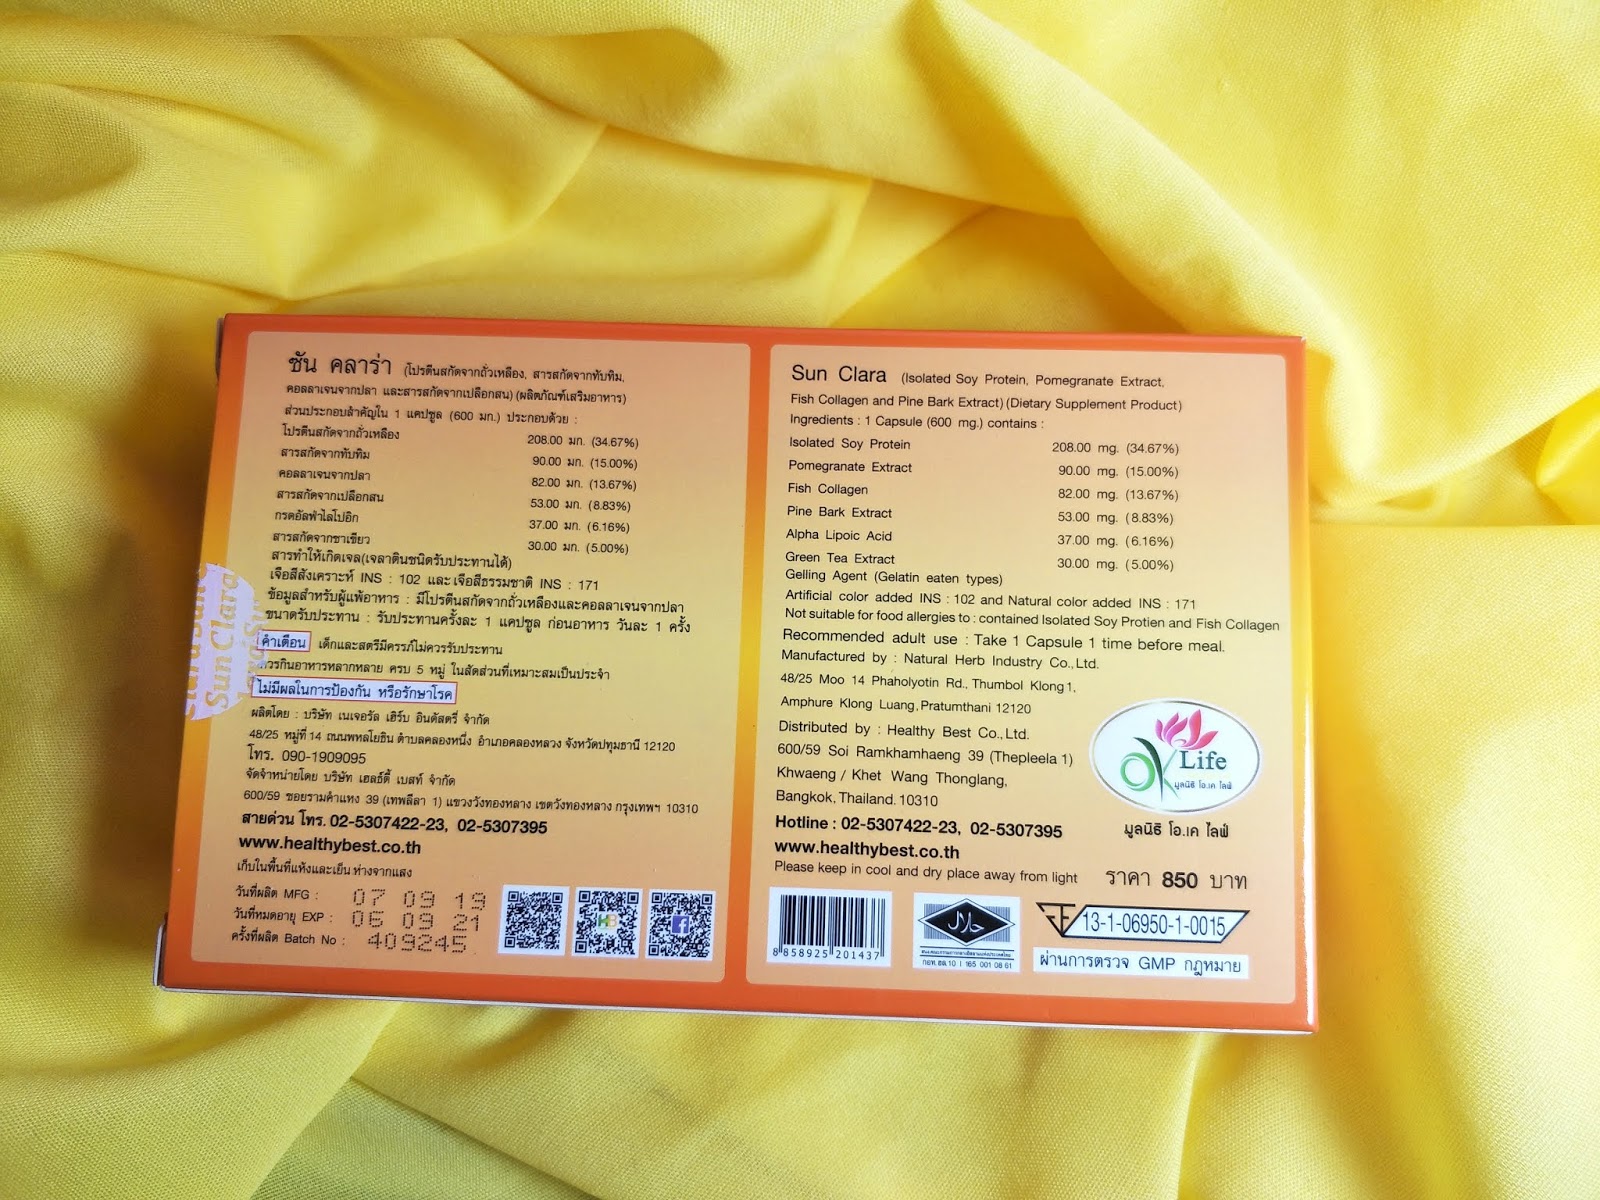 ซัน คลาร่า (โปรตีนสกัดจากถั่วเหลือง, สารสกัดจากทับทิม,
คอลลาเจนจากปลา และสารสกัดจากเปลือกสน) (ผลิตภัณฑ์เสริมอาหาร)
ส่วนประกอบสำคัญใน 1 แคปซูล (600 มก.) ประกอบด้วย :
โปรตีนสกัดจากถั่วเหลือง 208.00 มก. (34.67%)
สารสกัดจากทับทิม 90.00 มก. (15.00%)
คอลลาเจนจากปลา 82.00 มก. (13.67%)
สารสกัดจากเปลือกสน 53.00 มก. (8.83%)
กรดอัลฟ่าไลโปอิก 37.00 มก. (6.16%)
สารสกัดจากชาเขียว 30.00 มก. (5.00%)
สารทำให้เกิดเจล(เจลาตินชนิดรับประทานได้)
เจือสีสังเคราะห์ INS : 102 และเจือสีธรรมชาติ INS : 171
ข้อมูลสำหรับผู้แพ้อาหาร : มีโปรตีนสกัดจากถั่วเหลืองและคอลลาเจนจากปลา
ขนาดรับประทาน : รับประทานครั้งละ 1 แคปซูล ก่อนอาหาร วันละ 1 ครั้ง
คำเตือน เด็กและสตรีมีครรภ์ไม่ควรรับประทาน
ควรกินอาหารหลากหลาย ครบ 5 หมู่ ในสัดส่วนที่เหมาะสมเป็นประจำ
ไม่มีผลในการป้องกัน หรือรักษาโรค
ผลิตโดย : บริษัท เนเจอรัล เฮิร์บ อินดัสตรี่ จำกัด
48/25 หมู่ที่ 14 ถนนพหลโยธิน ตำบลคลองหนึ่ง อำเภอคลองหลวง จังหวัดปทุมธานี 12120
โทร. 090-1909095
จัดจำหน่ายโดย บริษัท เฮลธ์ตี้ เบสท์ จำกัด
600/59 ซอยรามคำแหง 39 (เทพลีลา 1) แขวงวังทองหลาง เขตวังทองหลาง กรุงเทพฯ 10310
สายด่วน โทร. 02-5307422-23, 02-5307395
www.healthybest.co.th
เก็บในพื้นที่แห้งและเย็น ห่างจากแสง
วันที่ผลิต MFG : 07 09 19
วันที่หมดอายุ EXP : 06 09 21
ครั้งที่ผลิต Batch No : 409245
Sun Clara
Sun Clara (Isolated Soy Protein, Pomegranate Extract,
Fish Collagen and Pine Bark Extract) (Dietary Supplement Product)
Ingredients : 1 Capsule (600 mg.) contains :
Isolated Soy Protein 208.00 mg. (34.67%)
Pomegranate Extract 90.00 mg. (15.00%)
Fish Collagen 82.00 mg. (13.67%)
Pine Bark Extract 53.00 mg. (8.83%)
Alpha Lipoic Acid 37.00 mg. (6.16%)
Green Tea Extract 30.00 mg. (5.00%)
Gelling Agent (Gelatin eaten types)
Artificial color added INS : 102 and Natural color added INS : 171
Not suitable for food allergies to : contained Isolated Soy Protien and Fish Collagen
Recommended adult use : Take 1 Capsule 1 time before meal.
Manufactured by : Natural Herb Industry Co.,Ltd.
48/25 Moo 14 Phaholyotin Rd., Thumbol Klong1,
Amphure Klong Luang, Pratumthani 12120
Distributed by : Healthy Best Co.,Ltd.
600/59 Soi Ramkhamhaeng 39 (Thepleela 1)
Khwaeng / Khet Wang Thonglang,
Bangkok, Thailand. 10310
Hotline : 02-5307422-23, 02-5307395
www.healthybest.co.th
Please keep in cool and dry place away from light
OK Life
มูลนิธิ โอ.เค ไลฟ์
มูลนิธิ โอ.เค ไลฟ์
ราคา 850 บาท
8 858925 201437
حلال
กอท.ฮล. 10 I 165 001 08 61
13-1-06950-1-0015
ผ่านการตรวจ GMP กฎหมาย